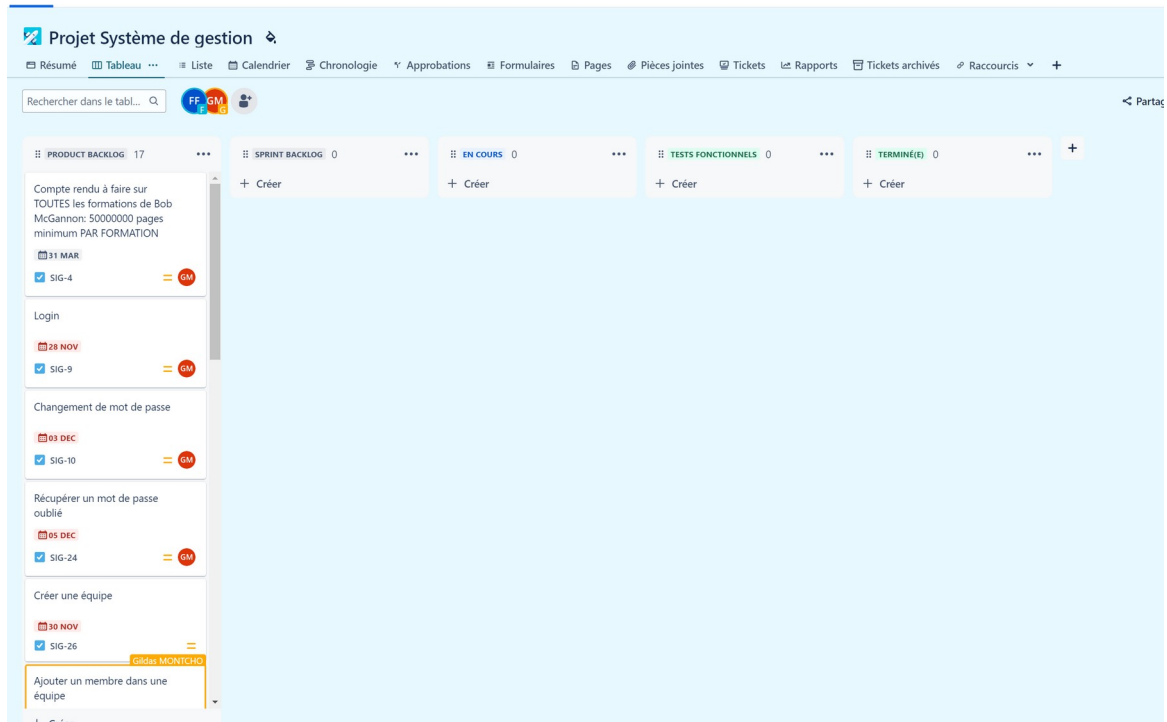 Projet Système de gestion
Résumé Tableau ... Liste Calendrier Chronologie Approbations Formulaires Pages Pièces jointes Tickets Rapports Tickets archivés Raccourcis +
Rechercher dans le tabl... FF F GM G Partag
PRODUCT BACKLOG 17 ... SPRINT BACKLOG 0 ... EN COURS 0 ... TESTS FONCTIONNELS 0 ... TERMINÉ(E) 0 ... +
+ Créer + Créer + Créer + Créer
Compte rendu à faire sur
TOUTES les formations de Bob
McGannon: 50000000 pages
minimum PAR FORMATION
31 MAR
SIG-4 GM
Login
28 NOV
SIG-9 GM
Changement de mot de passe
03 DEC
SIG-10 GM
Récupérer un mot de passe
oublié
05 DEC
SIG-24 GM
Créer une équipe
30 NOV
SIG-26
Gildas MONTCHO
Ajouter un membre dans une
équipe